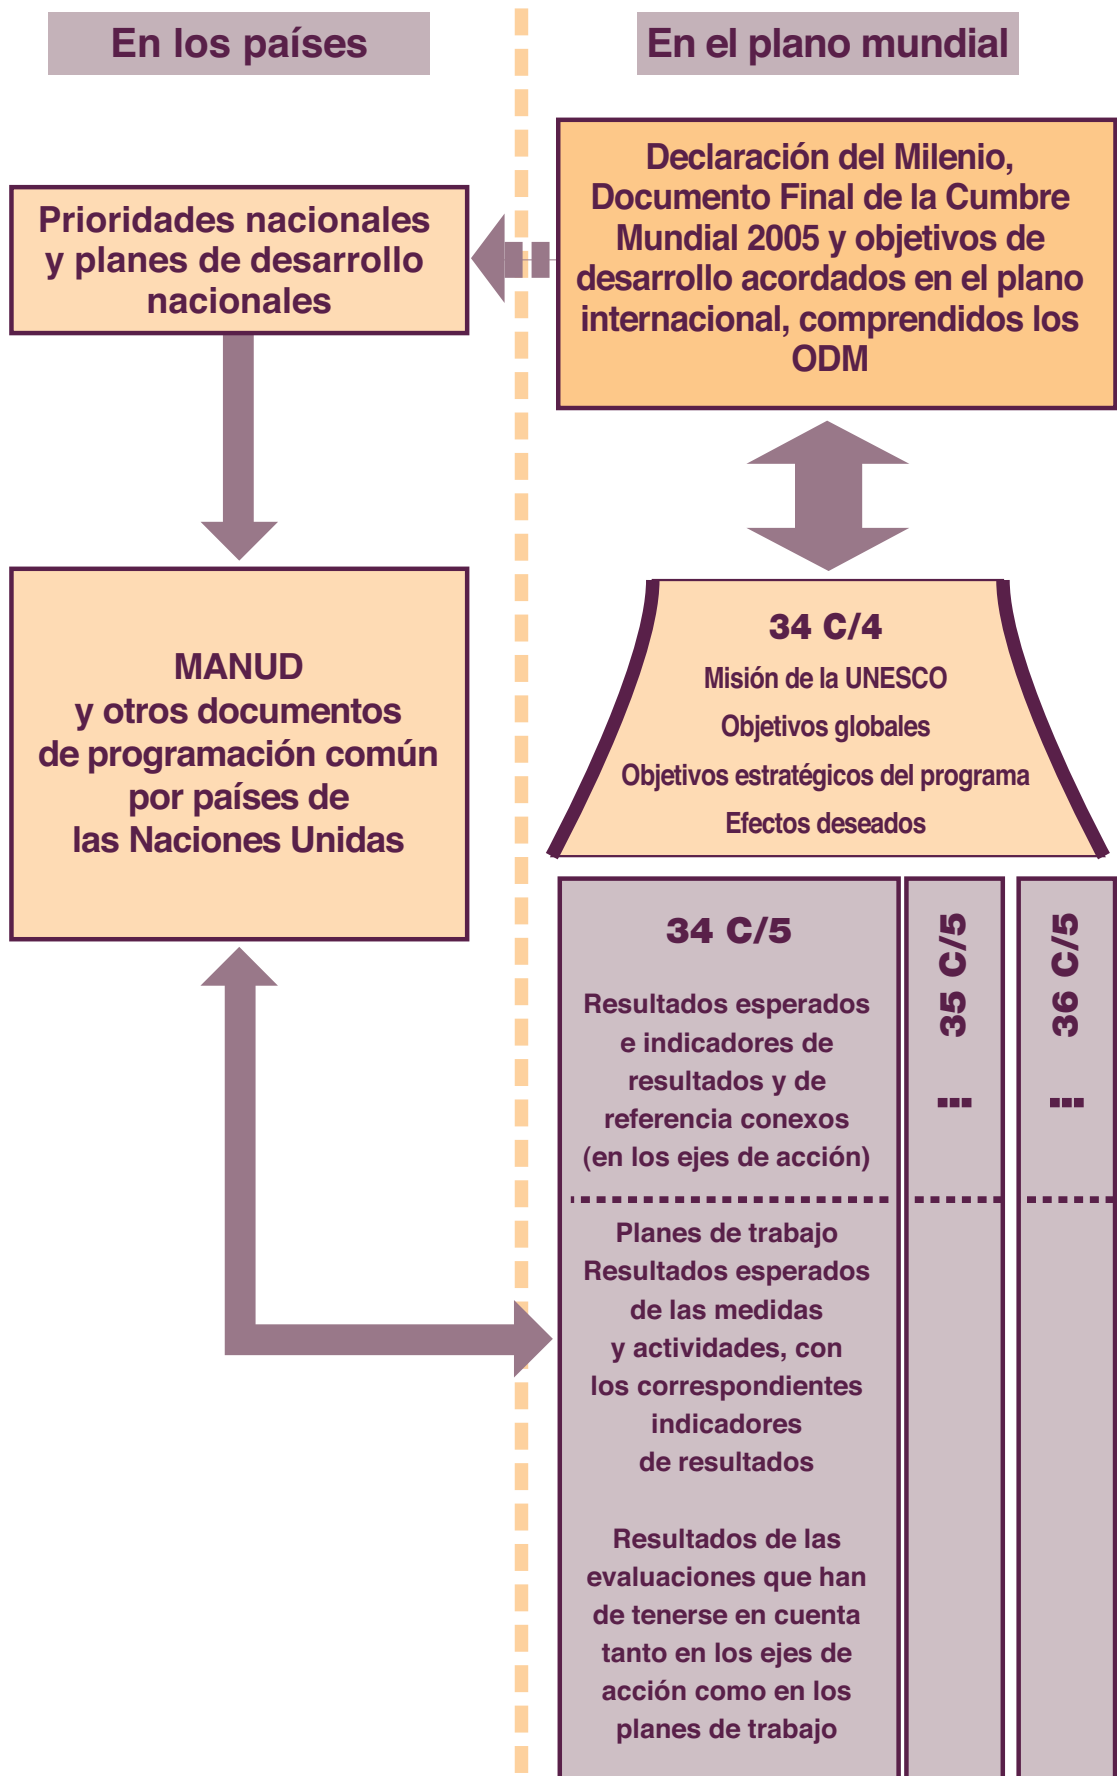 En los países
En el plano mundial
Prioridades nacionales
y planes de desarrollo
nacionales
Declaración del Milenio,
Documento Final de la Cumbre
Mundial 2005 y objetivos de
desarrollo acordados en el plano
internacional, comprendidos los
ODM
MANUD
y otros documentos
de programación común
por países de
las Naciones Unidas
34 C/4
Misión de la UNESCO
Objetivos globales
Objetivos estratégicos del programa
Efectos deseados
34 C/5
Resultados esperados
e indicadores de
resultados y de
referencia conexos
(en los ejes de acción)
Planes de trabajo
Resultados esperados
de las medidas
y actividades, con
los correspondientes
indicadores
de resultados
Resultados de las
evaluaciones que han
de tenerse en cuenta
tanto en los ejes de
acción como en los
planes de trabajo
35 C/5
...
36 C/5
...